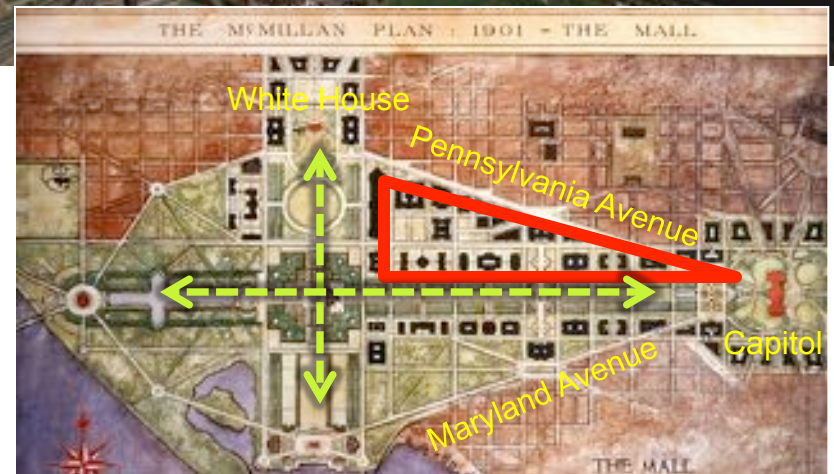 THE MCMILLAN PLAN : 1901 - THE MALL
White House
Pennsylvania Avenue
Capitol
Maryland Avenue
THE MALL